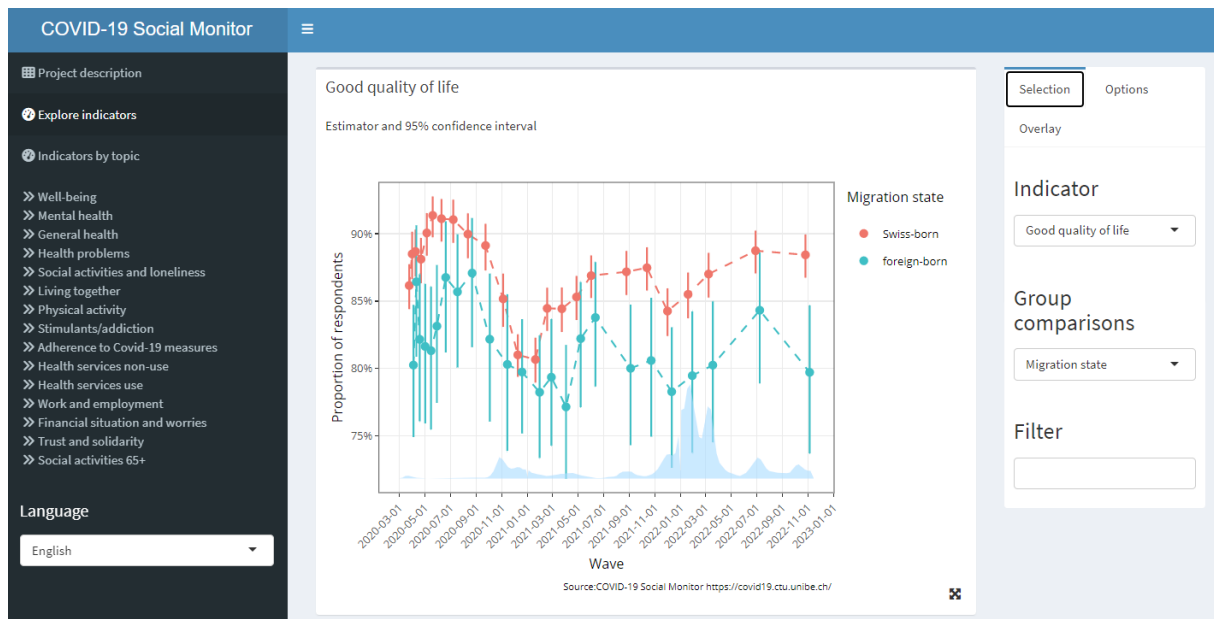 COVID-19 Social Monitor
Project description
Explore indicators
Indicators by topic
Well-being
Mental health
General health
Health problems
Social activities and loneliness
Living together
Physical activity
Stimulants/addiction
Adherence to Covid-19 measures
Health services non-use
Health services use
Work and employment
Financial situation and worries
Trust and solidarity
Social activities 65+
Language
English
Good quality of life
Estimator and 95% confidence interval
Proportion of respondents
90%
85%
80%
75%
2020-03-01
2020-05-01
2020-07-01
2020-09-01
2020-11-01
2021-01-01
2021-03-01
2021-05-01
2021-07-01
2021-09-01
2021-11-01
2022-01-01
2022-03-01
2022-05-01
2022-07-01
2022-09-01
2022-11-01
2023-01-01
Wave
Migration state
Swiss-born
foreign-born
Source:COVID-19 Social Monitor https://covid19.ctu.unibe.ch/
Selection
Options
Overlay
Indicator
Good quality of life
Group
comparisons
Migration state
Filter